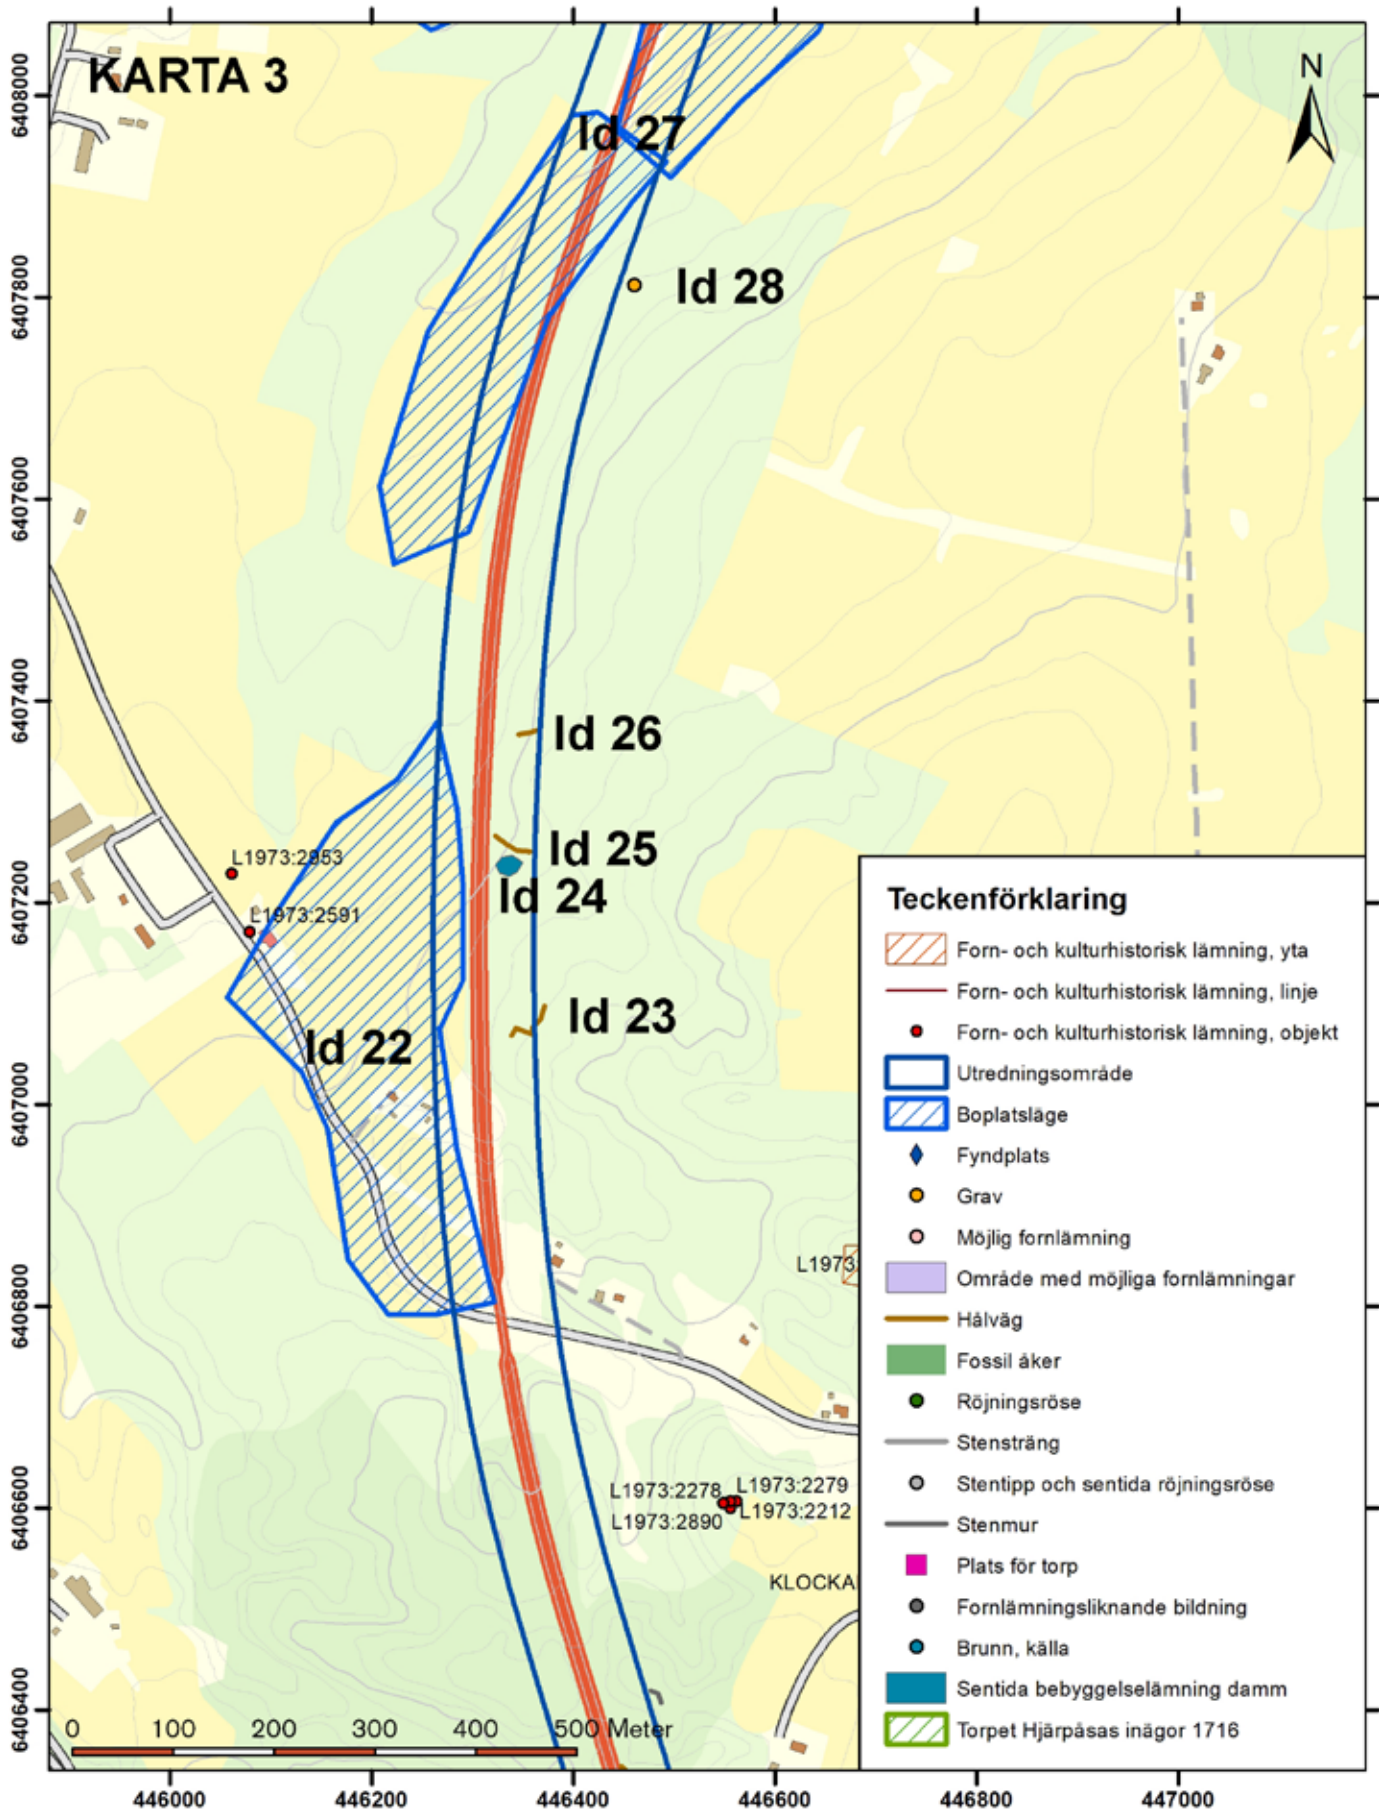 KARTA 3
N
6408000
Id 27
6407800
Id 28
6407600
6407400
Id 26
Id 25
L1973:2953
6407200
Id 24
L1973:2591
Id 23
Id 22
6407000
L1973:
6406800
L1973:2278
L1973:2279
L1973:2890
L1973:2212
6406600
KLOCKA
6406400
0 100 200 300 400 500 Meter
446000 446200 446400 446600 446800 447000
Teckenförklaring
Forn- och kulturhistorisk lämning, yta
Forn- och kulturhistorisk lämning, linje
Forn- och kulturhistorisk lämning, objekt
Utredningsområde
Boplatsläge
Fyndplats
Grav
Möjlig fornlämning
Område med möjliga fornlämningar
Hålväg
Fossil åker
Röjningsröse
Stensträng
Stentipp och sentida röjningsröse
Stenmur
Plats för torp
Fornlämningsliknande bildning
Brunn, källa
Sentida bebyggelselämning damm
Torpet Hjärpåsas inägor 1716